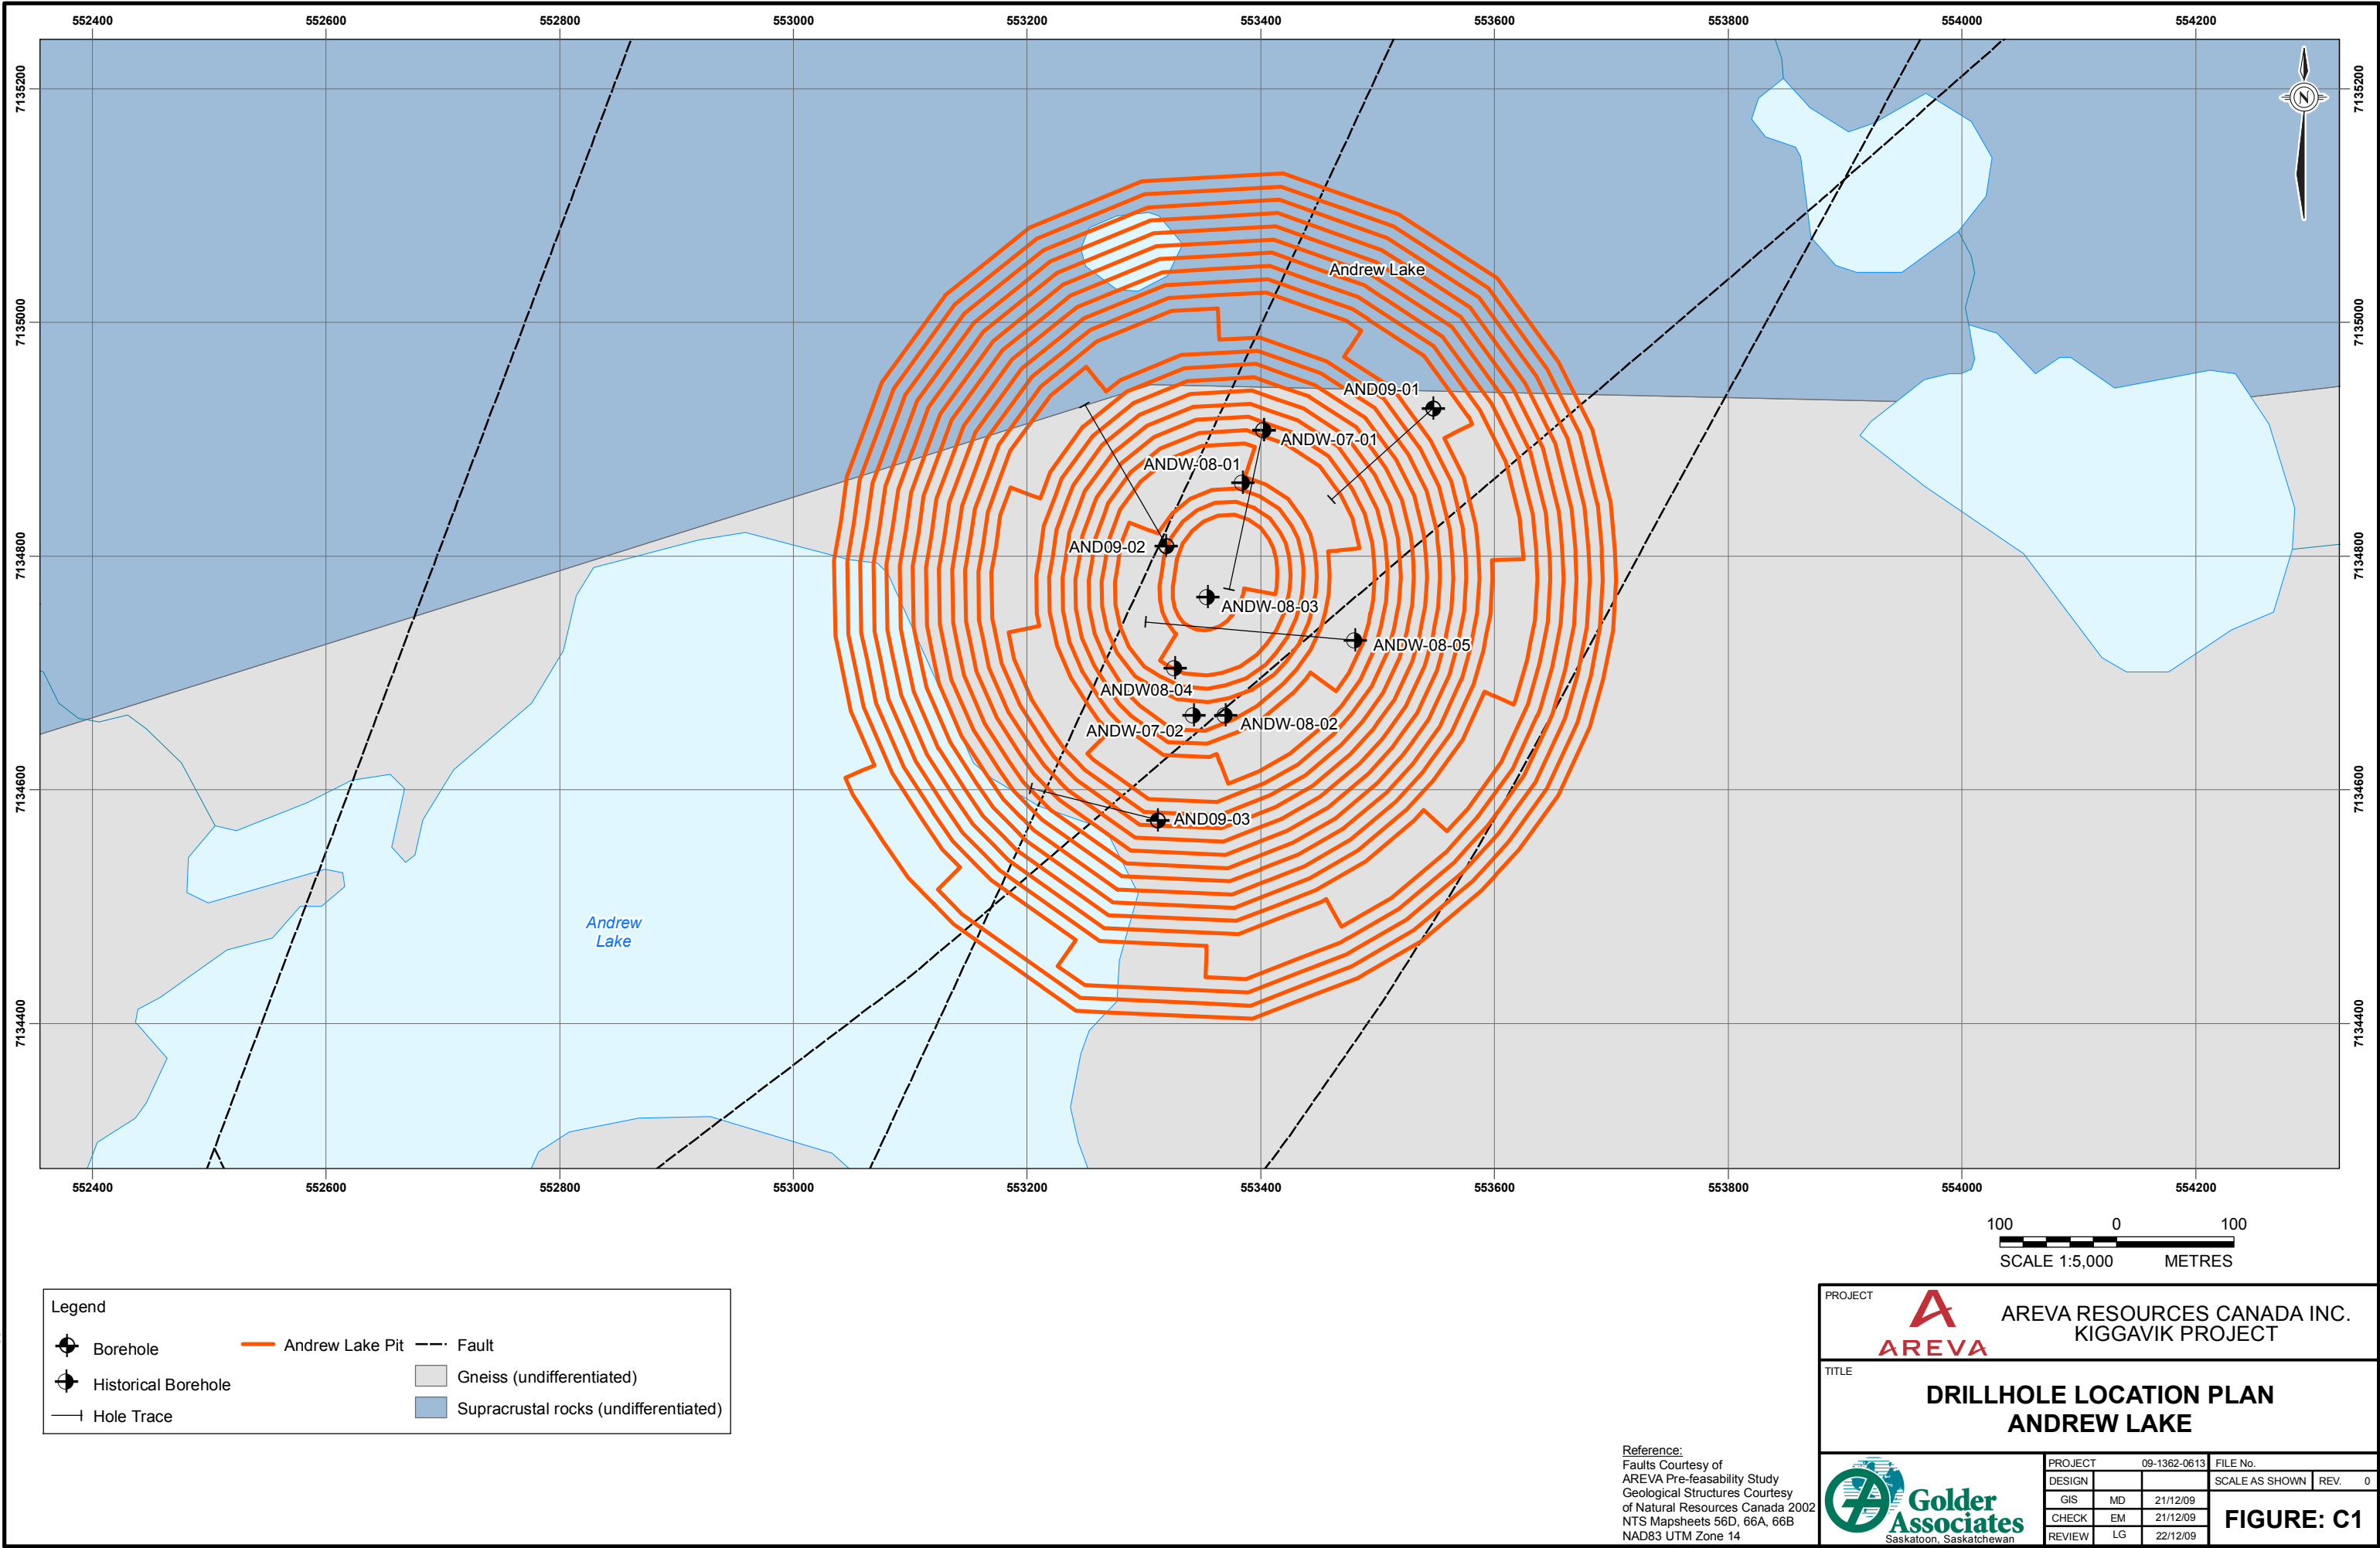 552400 552600 552800 553000 553200 553400 553600 553800 554000 554200
7135200 7135200
7135000 7135000
7134800 7134800
7134600 7134600
7134400 7134400
N
Andrew Lake
AND09-01
ANDW-07-01
ANDW-08-01
AND09-02
ANDW-08-03
ANDW-08-05
ANDW08-04
ANDW-07-02
ANDW-08-02
AND09-03
Andrew
Lake
552400 552600 552800 553000 553200 553400 553600 553800 554000 554200
100 0 100
SCALE 1:5,000 METRES
Legend
Borehole
Historical Borehole
Hole Trace
Andrew Lake Pit
Fault
Gneiss (undifferentiated)
Supracrustal rocks (undifferentiated)
Reference:
Faults Courtesy of
AREVA Pre-feasability Study
Geological Structures Courtesy
of Natural Resources Canada 2002
NTS Mapsheets 56D, 66A, 66B
NAD83 UTM Zone 14
PROJECT
AREVA
AREVA RESOURCES CANADA INC.
KIGGAVIK PROJECT
TITLE
DRILLHOLE LOCATION PLAN
ANDREW LAKE
Golder
Associates
Saskatoon, Saskatchewan
PROJECT 09-1362-0613 FILE No.
DESIGN SCALE AS SHOWN REV. 0
GIS MD 21/12/09
CHECK EM 21/12/09
REVIEW LG 22/12/09
FIGURE: C1